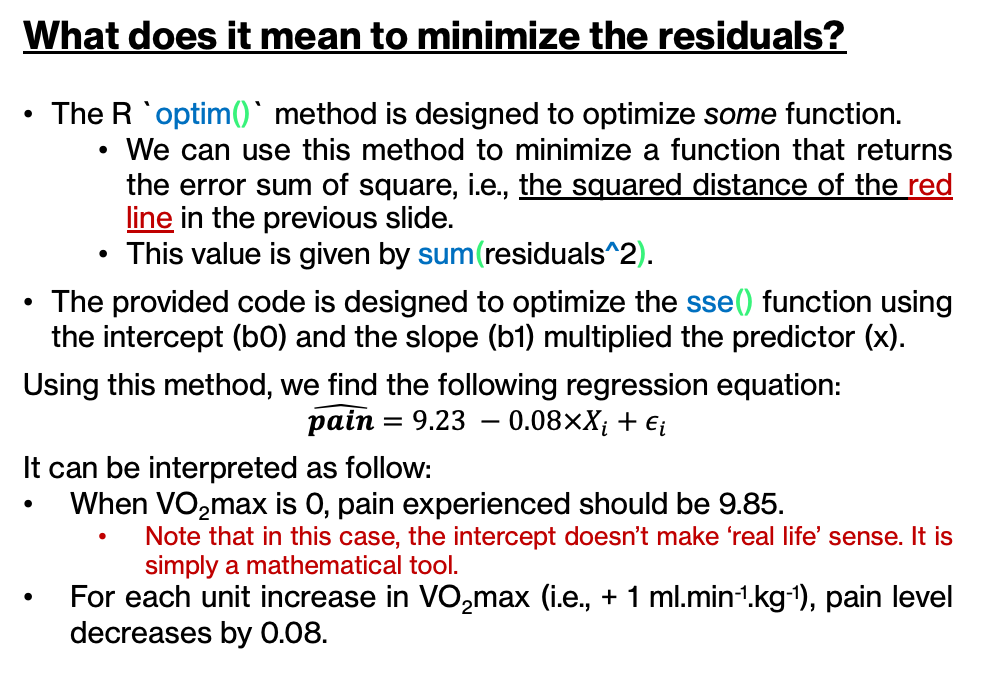 What does it mean to minimize the residuals?
• The R `optim()` method is designed to optimize some function.
• We can use this method to minimize a function that returns
the error sum of square, i.e., the squared distance of the red
line in the previous slide.
• This value is given by sum(residuals^2).
• The provided code is designed to optimize the sse() function using
the intercept (b0) and the slope (b1) multiplied the predictor (x).
Using this method, we find the following regression equation:
$\widehat{pain} = 9.23 - 0.08 \times X_i + \epsilon_i$
It can be interpreted as follow:
• When VO₂max is 0, pain experienced should be 9.85.
• Note that in this case, the intercept doesn’t make ‘real life’ sense. It is
simply a mathematical tool.
• For each unit increase in VO₂max (i.e., + 1 ml.min⁻¹.kg⁻¹), pain level
decreases by 0.08.